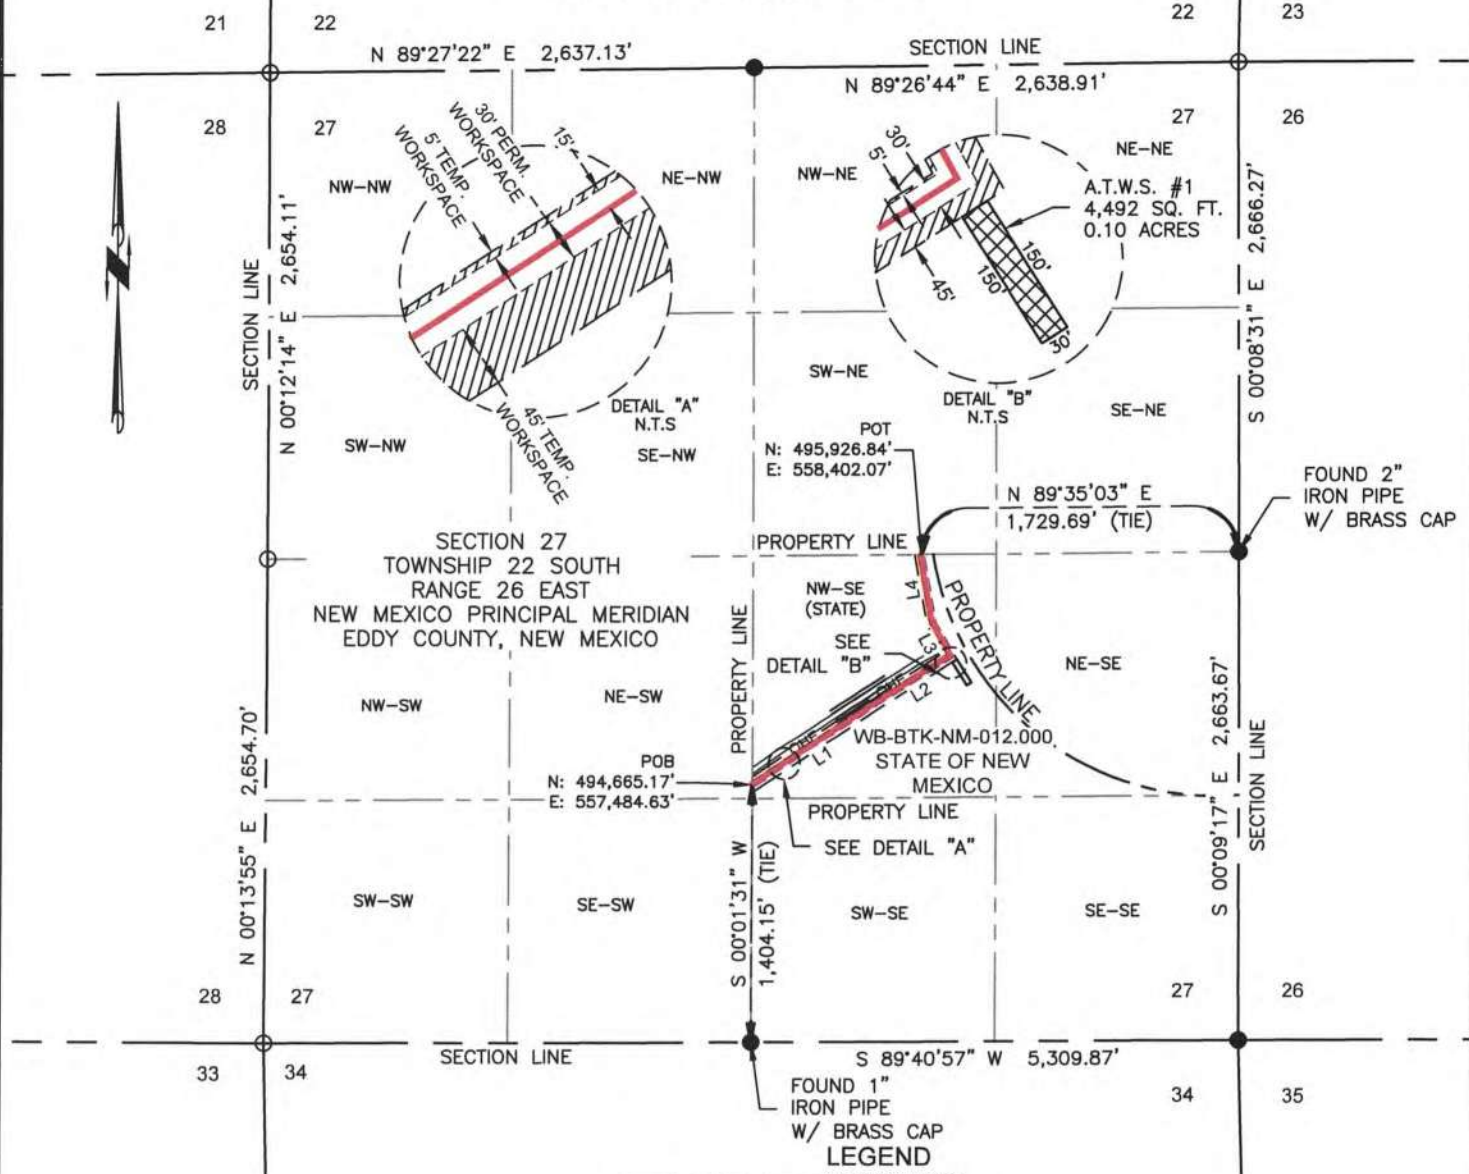 21
22
22
23
N 89°27'22" E 2,637.13'
SECTION LINE
N 89°26'44" E 2,638.91'
28
27
27
26
NW-NW
5' TEMP.
WORKSPACE
30' PERM.
WORKSPACE
15'
NE-NW
NW-NE
5'
30'
NE-NE
A.T.W.S. #1
4,492 SQ. FT.
0.10 ACRES
150'
150'
45'
30'
SECTION LINE
N 00°12'14" E 2,654.11'
S 00°08'31" E 2,666.27'
45' TEMP.
WORKSPACE
DETAIL "A"
N.T.S
SW-NE
DETAIL "B"
N.T.S
SE-NE
SW-NW
SE-NW
POT
N: 495,926.84'
E: 558,402.07'
N 89°35'03" E
1,729.69' (TIE)
FOUND 2"
IRON PIPE
W/ BRASS CAP
SECTION 27
TOWNSHIP 22 SOUTH
RANGE 26 EAST
NEW MEXICO PRINCIPAL MERIDIAN
EDDY COUNTY, NEW MEXICO
PROPERTY LINE
NW-SE
(STATE)
L4
PROPERTY LINE
PROPERTY LINE
SEE
DETAIL "B"
L3
L2
OHE
OHE
L1
NE-SE
NW-SW
NE-SW
WB-BTK-NM-012.000
STATE OF NEW
MEXICO
POB
N: 494,665.17'
E: 557,484.63'
PROPERTY LINE
SEE DETAIL "A"
N 00°13'55" E 2,654.70'
S 00°01'31" W
1,404.15' (TIE)
S 00°09'17" E 2,663.67'
SECTION LINE
SW-SW
SE-SW
SW-SE
SE-SE
28
27
27
26
SECTION LINE
S 89°40'57" W 5,309.87'
33
34
34
35
FOUND 1"
IRON PIPE
W/ BRASS CAP
LEGEND